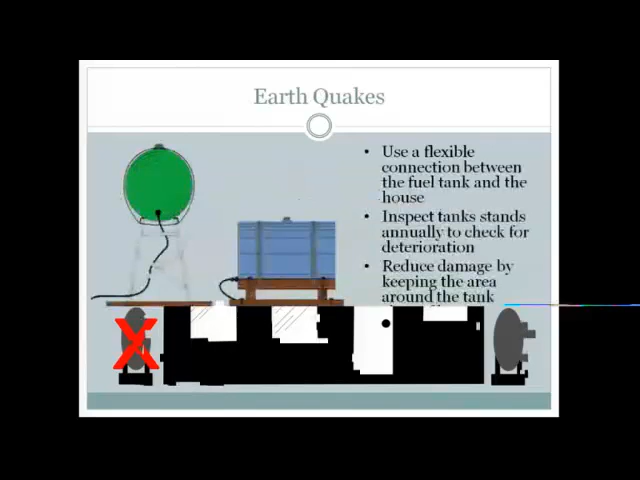 Earth Quakes
• Use a flexible
connection between
the fuel tank and the
house
• Inspect tanks stands
annually to check for
deterioration
• Reduce damage by
keeping the area
around the tank